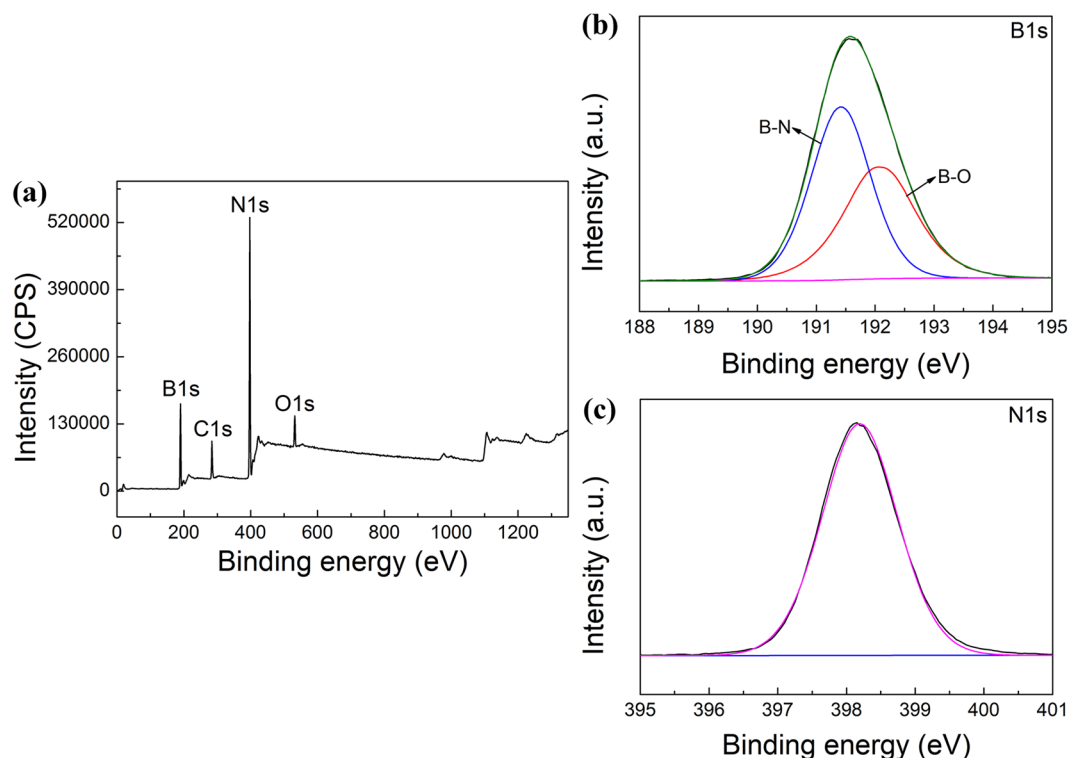 (a)
Intensity (CPS)
520000
390000
260000
130000
0
N1s
B1s
C1s
O1s
0 200 400 600 800 1000 1200
Binding energy (eV)
(b)
B1s
Intensity (a.u.)
B-N
B-O
188 189 190 191 192 193 194 195
Binding energy (eV)
(c)
N1s
Intensity (a.u.)
395 396 397 398 399 400 401
Binding energy (eV)